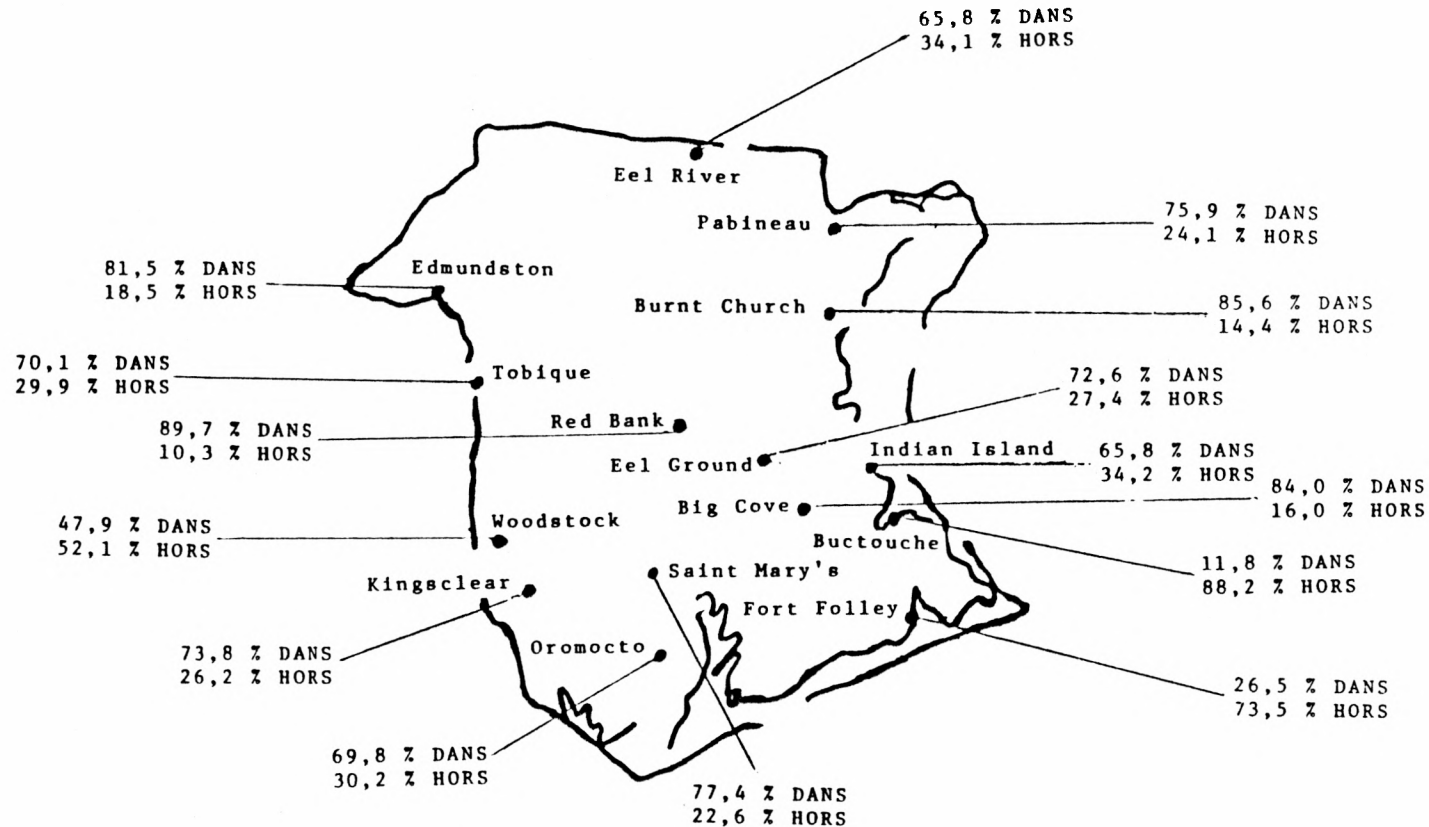 65,8 % DANS
34,1 % HORS
Eel River
75,9 % DANS
24,1 % HORS
Pabineau
81,5 % DANS
18,5 % HORS
Edmundston
Burnt Church
85,6 % DANS
14,4 % HORS
70,1 % DANS
29,9 % HORS
Tobique
72,6 % DANS
27,4 % HORS
89,7 % DANS
10,3 % HORS
Red Bank
Eel Ground
Indian Island
65,8 % DANS
34,2 % HORS
84,0 % DANS
16,0 % HORS
Big Cove
47,9 % DANS
52,1 % HORS
Woodstock
Buctouche
11,8 % DANS
88,2 % HORS
Kingsclear
Saint Mary's
Fort Folley
73,8 % DANS
26,2 % HORS
Oromocto
26,5 % DANS
73,5 % HORS
69,8 % DANS
30,2 % HORS
77,4 % DANS
22,6 % HORS